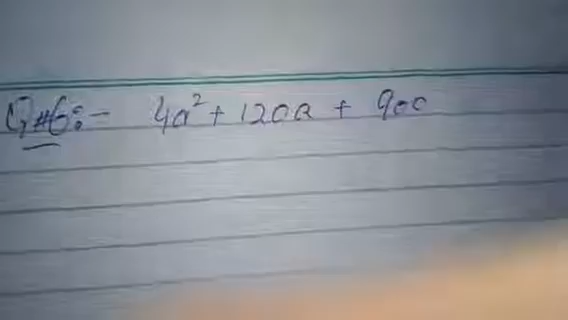 Q#6:- 4a² + 120a + 900